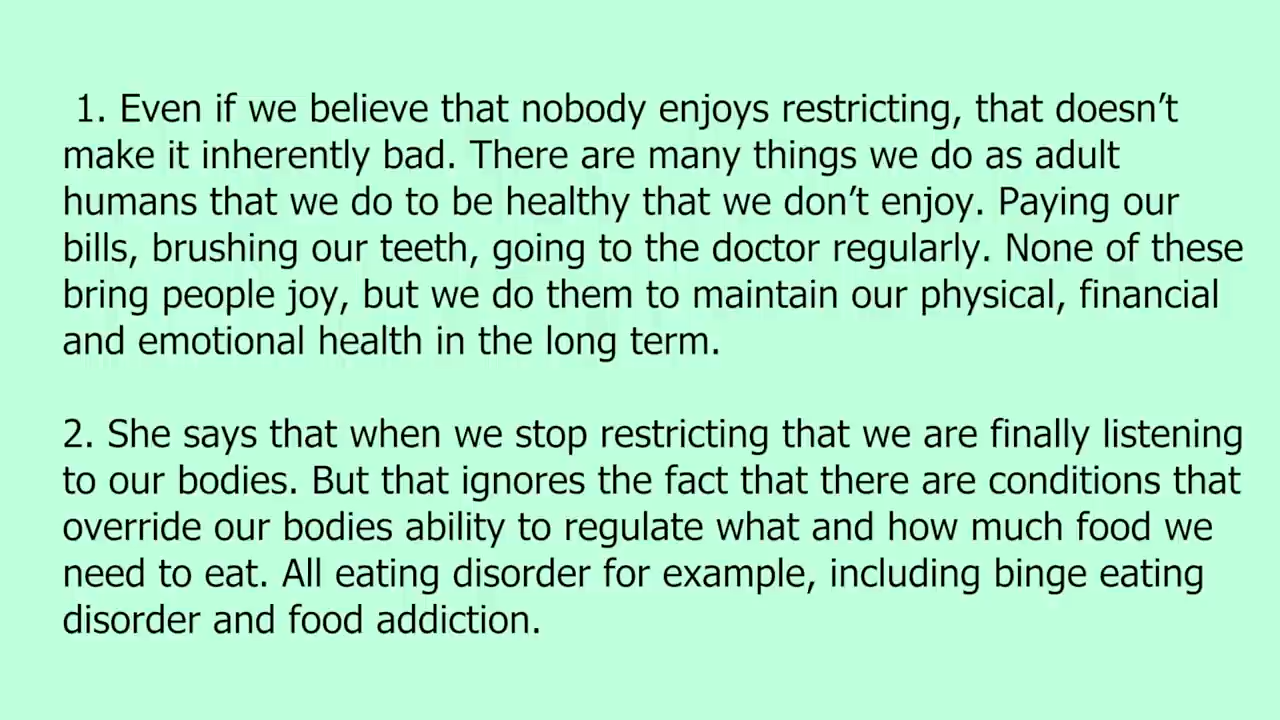 1. Even if we believe that nobody enjoys restricting, that doesn’t
make it inherently bad. There are many things we do as adult
humans that we do to be healthy that we don’t enjoy. Paying our
bills, brushing our teeth, going to the doctor regularly. None of these
bring people joy, but we do them to maintain our physical, financial
and emotional health in the long term.
2. She says that when we stop restricting that we are finally listening
to our bodies. But that ignores the fact that there are conditions that
override our bodies ability to regulate what and how much food we
need to eat. All eating disorder for example, including binge eating
disorder and food addiction.